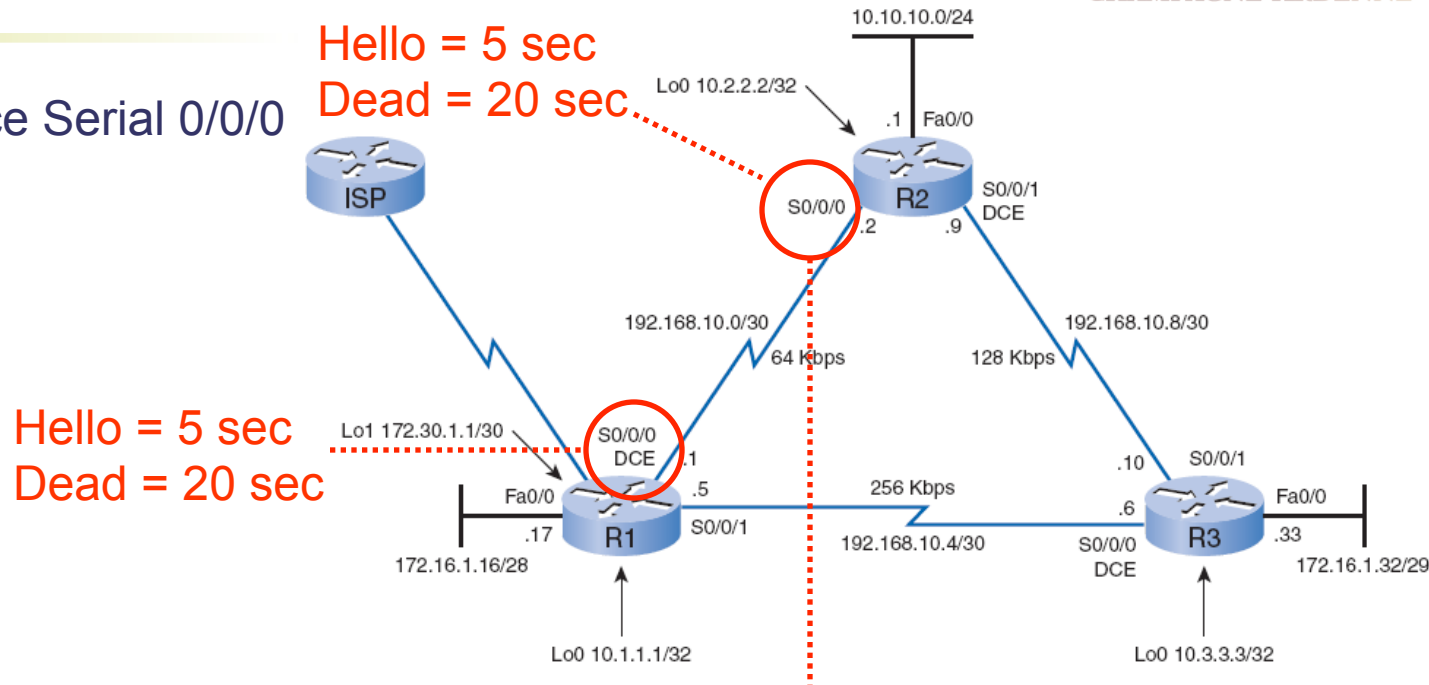 10.10.10.0/24
Hello = 5 sec
Dead = 20 sec
Lo0 10.2.2.2/32
ce Serial 0/0/0
.1 Fa0/0
ISP
S0/0/0
R2
S0/0/1
DCE
.2
.9
192.168.10.0/30
192.168.10.8/30
64 Kbps
128 Kbps
Hello = 5 sec
Dead = 20 sec
Lo1 172.30.1.1/30
S0/0/0
DCE
.1
.10
S0/0/1
Fa0/0
.5
256 Kbps
.6
Fa0/0
.17
R1
S0/0/1
192.168.10.4/30
S0/0/0
DCE
R3
.33
172.16.1.16/28
172.16.1.32/29
Lo0 10.1.1.1/32
Lo0 10.3.3.3/32